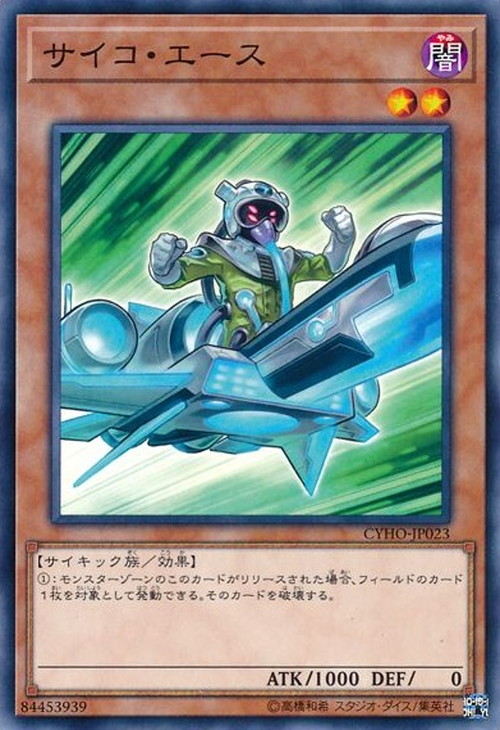 サイコ・エース
やみ
闇
CYHO-JP023
【サイキック族／効果】
①：モンスターゾーンのこのカードがリリースされた場合、フィールドのカード
1枚を対象として発動できる。そのカードを破壊する。
ATK/1000 DEF/ 0
84453939
©高橋和希 スタジオ・ダイス/集英社